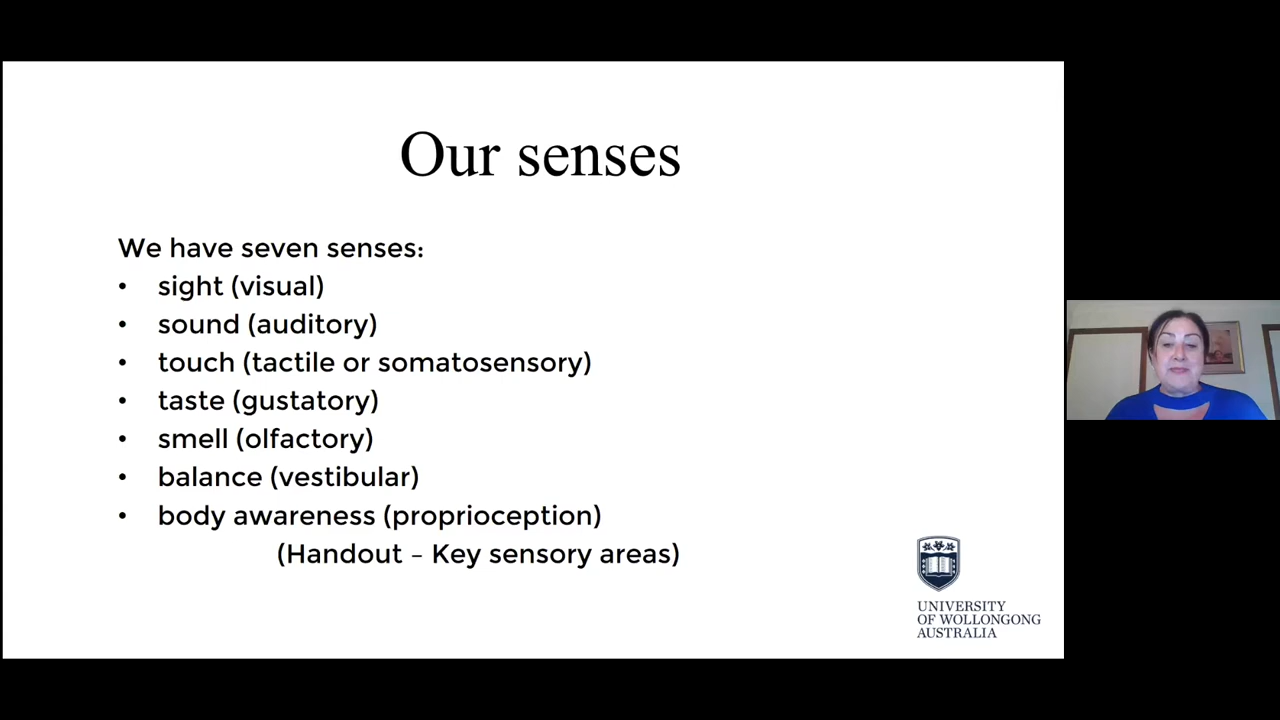 Our senses
We have seven senses:
• sight (visual)
• sound (auditory)
• touch (tactile or somatosensory)
• taste (gustatory)
• smell (olfactory)
• balance (vestibular)
• body awareness (proprioception)
(Handout – Key sensory areas)
UNIVERSITY
OF WOLLONGONG
AUSTRALIA